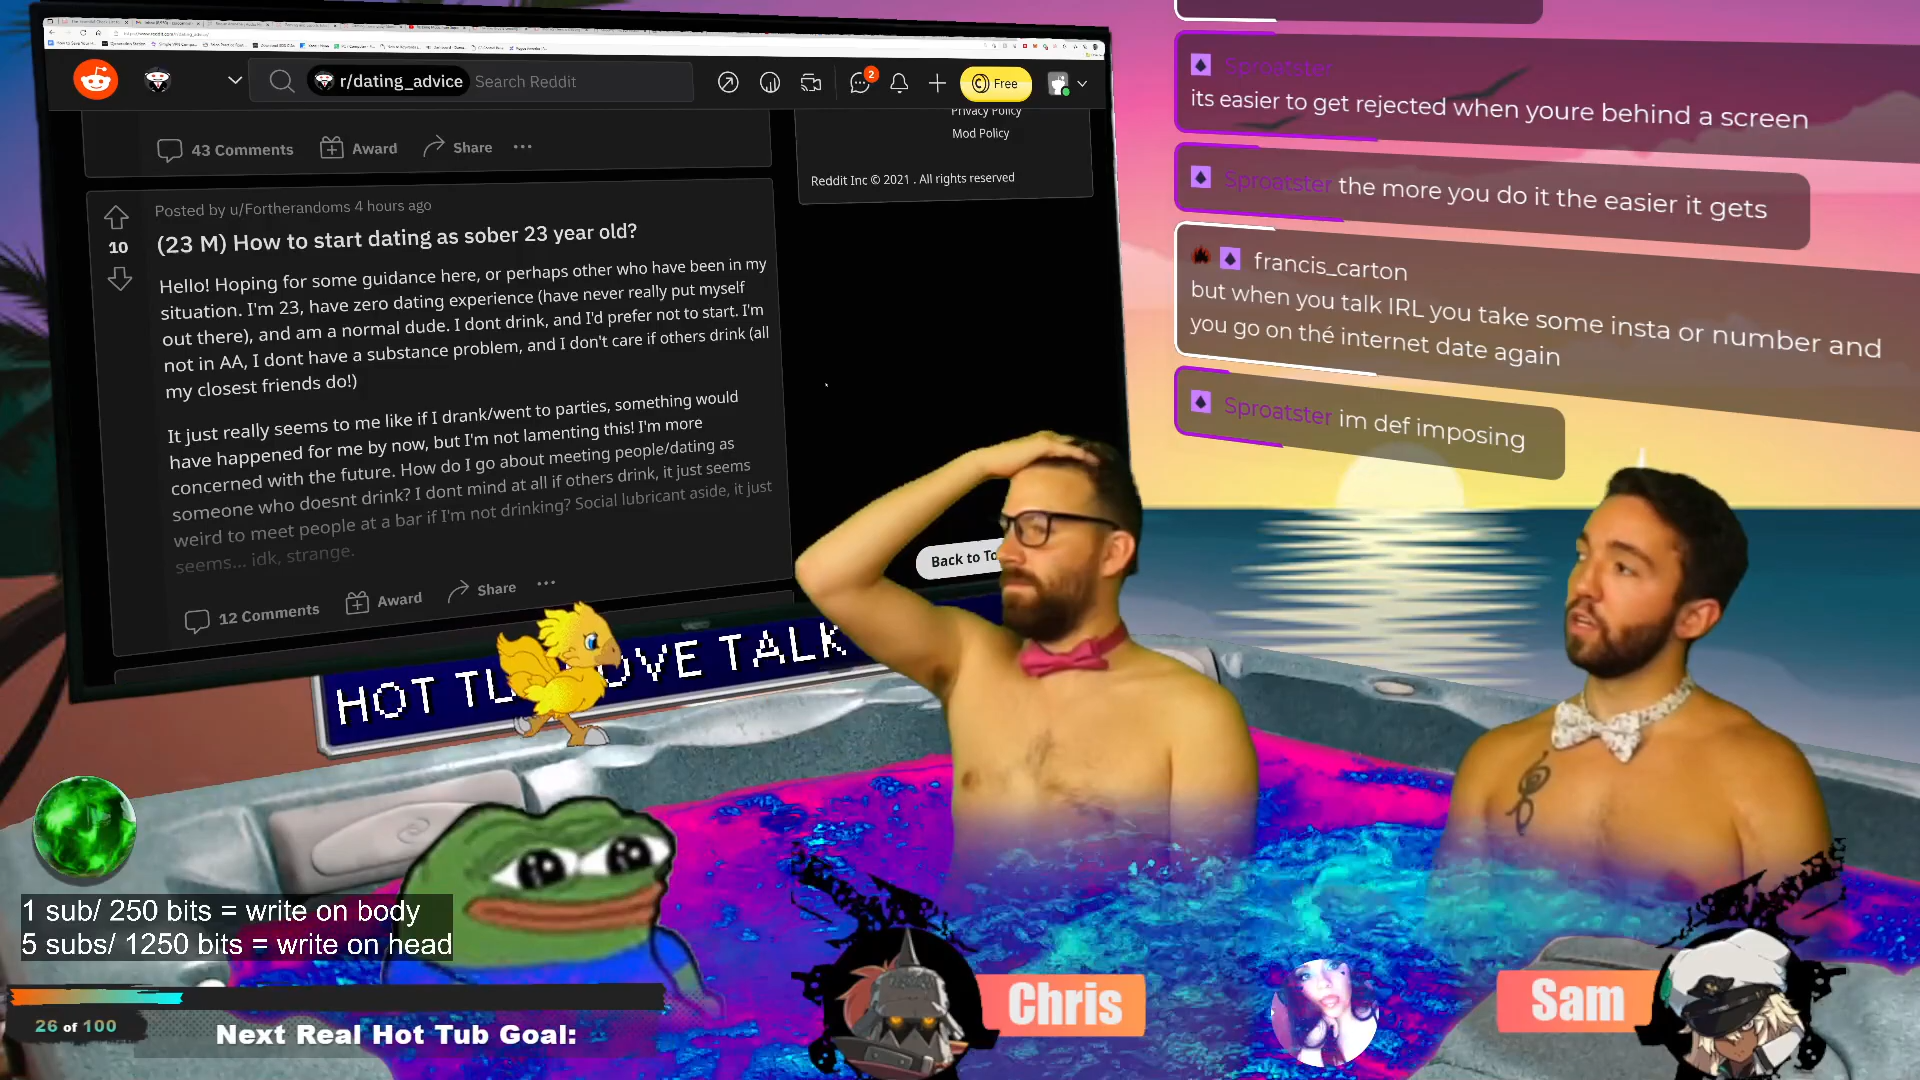 r/dating_advice Search Reddit
2
Free
43 Comments Award Share
Privacy Policy
Mod Policy
Reddit Inc © 2021 . All rights reserved
Posted by u/Fortherandoms 4 hours ago
10
(23 M) How to start dating as sober 23 year old?
Hello! Hoping for some guidance here, or perhaps other who have been in my
situation. I'm 23, have zero dating experience (have never really put myself
out there), and am a normal dude. I dont drink, and I'd prefer not to start. I'm
not in AA, I dont have a substance problem, and I don't care if others drink (all
my closest friends do!)
It just really seems to me like if I drank/went to parties, something would
have happened for me by now, but I'm not lamenting this! I'm more
concerned with the future. How do I go about meeting people/dating as
someone who doesnt drink? I dont mind at all if others drink, it just seems
weird to meet people at a bar if I'm not drinking? Social lubricant aside, it just
seems... idk, strange.
12 Comments Award Share
Back to To
Sproatster
its easier to get rejected when youre behind a screen
Sproatster the more you do it the easier it gets
francis_carton
but when you talk IRL you take some insta or number and
you go on thé internet date again
Sproatster im def imposing
HOT TU OVE TALK
1 sub/ 250 bits = write on body
5 subs/ 1250 bits = write on head
26 of 100
Next Real Hot Tub Goal:
Chris
Sam